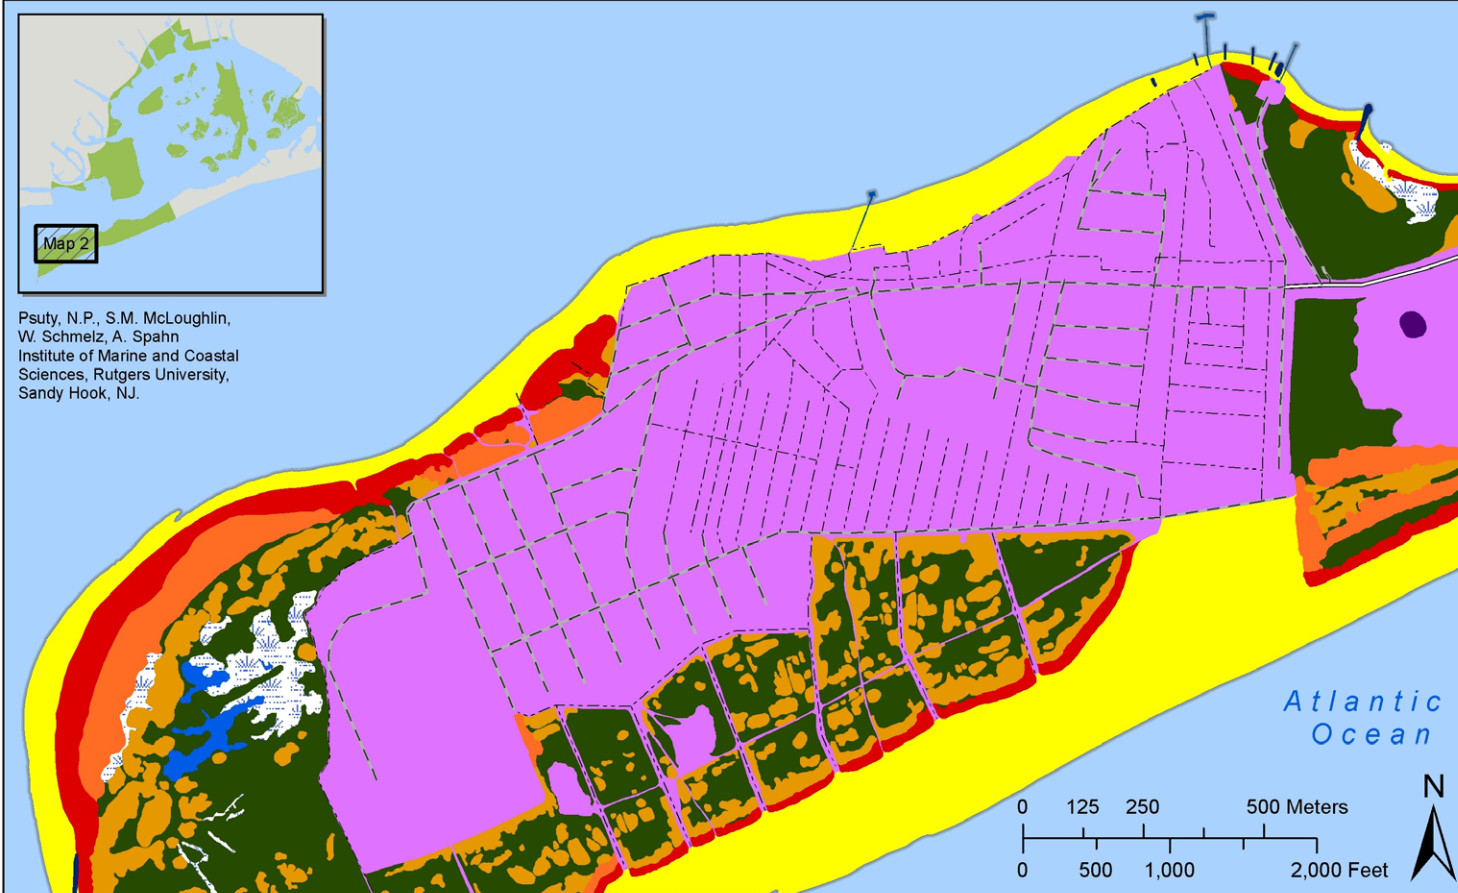 Map 2
Psuty, N.P., S.M. McLoughlin,
W. Schmelz, A. Spahn
Institute of Marine and Coastal
Sciences, Rutgers University,
Sandy Hook, NJ.
Atlantic
Ocean
N
0 125 250 500 Meters
0 500 1,000 2,000 Feet